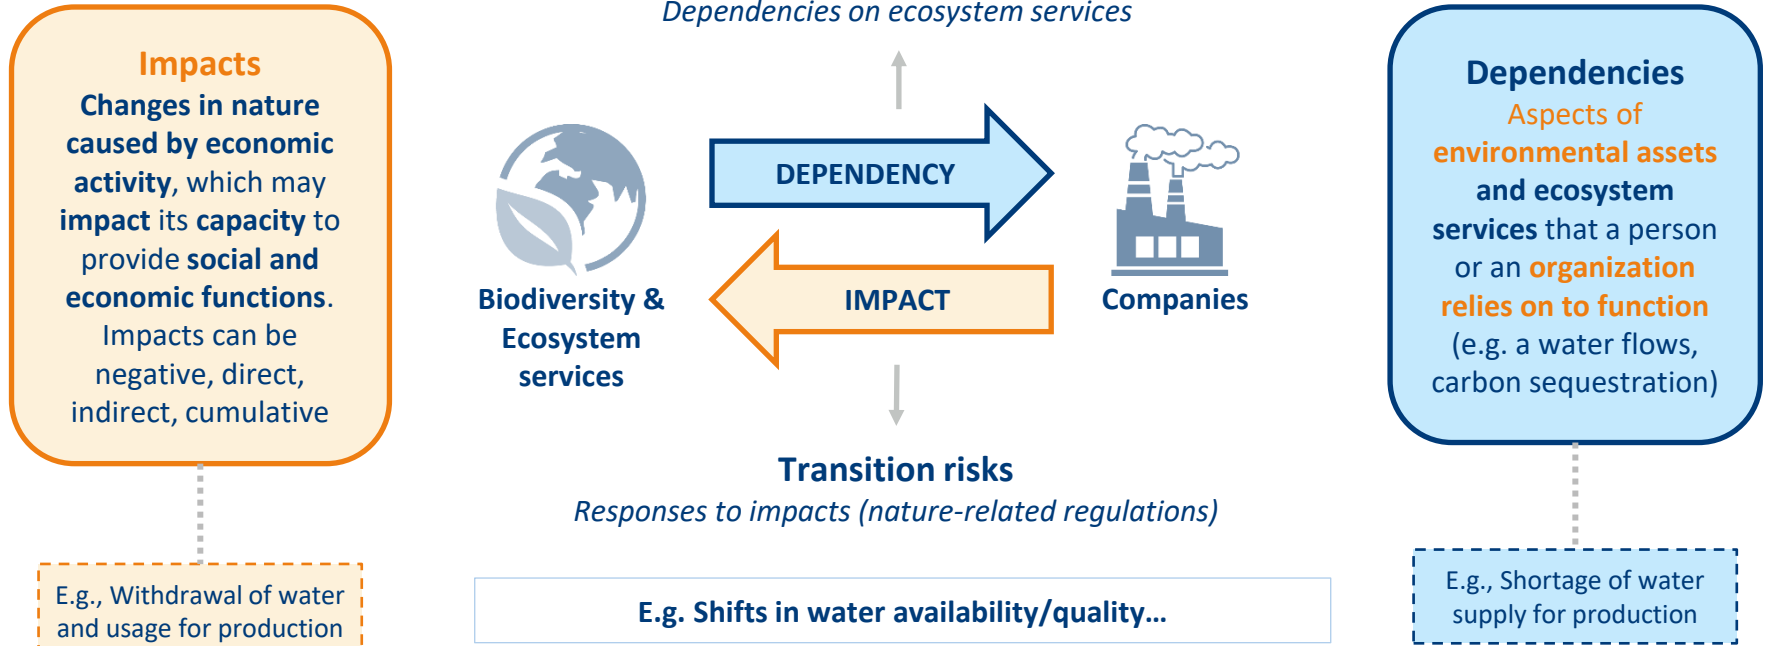 Dependencies on ecosystem services
Impacts
Changes in nature
caused by economic
activity, which may
impact its capacity to
provide social and
economic functions.
Impacts can be
negative, direct,
indirect, cumulative
E.g., Withdrawal of water
and usage for production
DEPENDENCY
IMPACT
Biodiversity &
Ecosystem
services
Companies
Transition risks
Responses to impacts (nature-related regulations)
E.g. Shifts in water availability/quality…
Dependencies
Aspects of
environmental assets
and ecosystem
services that a person
or an organization
relies on to function
(e.g. a water flows,
carbon sequestration)
E.g., Shortage of water
supply for production